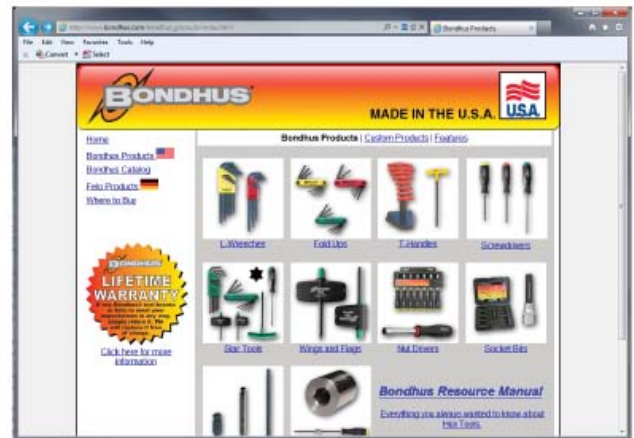 Bondhus Products
File Edit View Favorites Tools Help
Convert Select
BONDHUS
MADE IN THE U.S.A.
USA
Home
Bondhus Products
Bondhus Catalog
Felo Products
Where to Buy
Bondhus Products | Custom Products | Features
L-Wrenches Fold Ups T-Handles Screwdrivers
Star Tools Wings and Flags Nut Drivers Socket Bits
BONDHUS
LIFETIME
WARRANTY
Click here for more
information
Bondhus Resource Manual
Everything you always wanted to know about
Hex Tools.